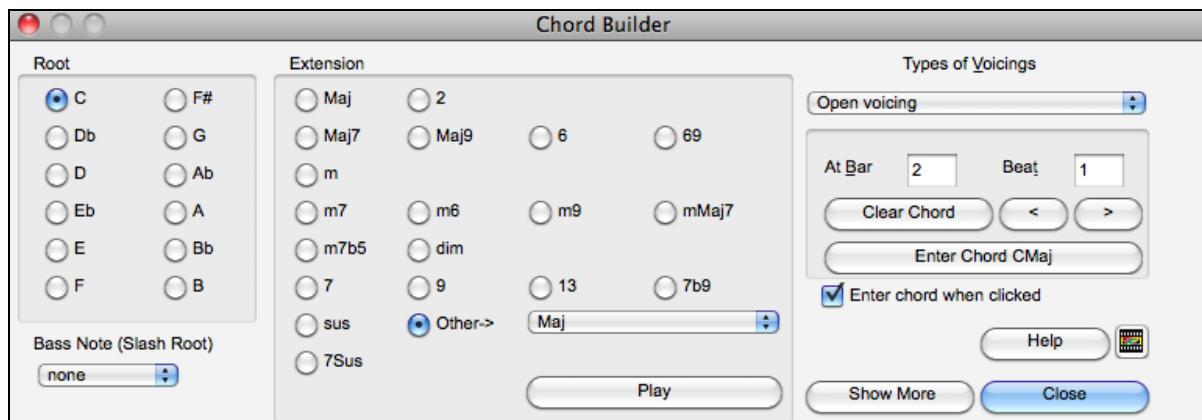 Chord Builder
Root
C F#
Db G
D Ab
Eb A
E Bb
F B
Bass Note (Slash Root)
none
Extension
Maj 2
Maj7 Maj9 6 69
m
m7 m6 m9 mMaj7
m7b5 dim
7 9 13 7b9
sus Other-> Maj
7Sus
Play
Types of Voicings
Open voicing
At Bar 2 Beat 1
Clear Chord < >
Enter Chord CMaj
Enter chord when clicked
Help
Show More Close